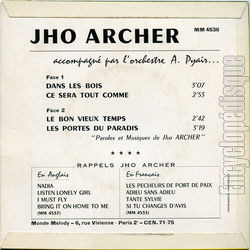 JHO ARCHER
MM 4536
accompagné par l'orchestre A. Pyair...
Face 1
DANS LES BOIS 3'07
CE SERA TOUT COMME 2'53
Face 2
LE BON VIEUX TEMPS 2'42
LES PORTES DU PARADIS 3'19
"Paroles et Musiques de Jho ARCHER"
★ ★ ★ ★
RAPPELS JHO ARCHER
En Anglais
NADIA
LISTEN LONELY GIRL
I MUST FLY
BRING IT ON HOME TO ME
(MM 4537)
En Français
LES PECHEURS DE PORT DE PAIX
ADIEU SANS ADIEU
TANTE SYLVIE
SI TU CHANGES D'AVIS
(MM 4533)
Monde Melody - 6, rue Vivienne - Paris 2e - CEN. 71-75